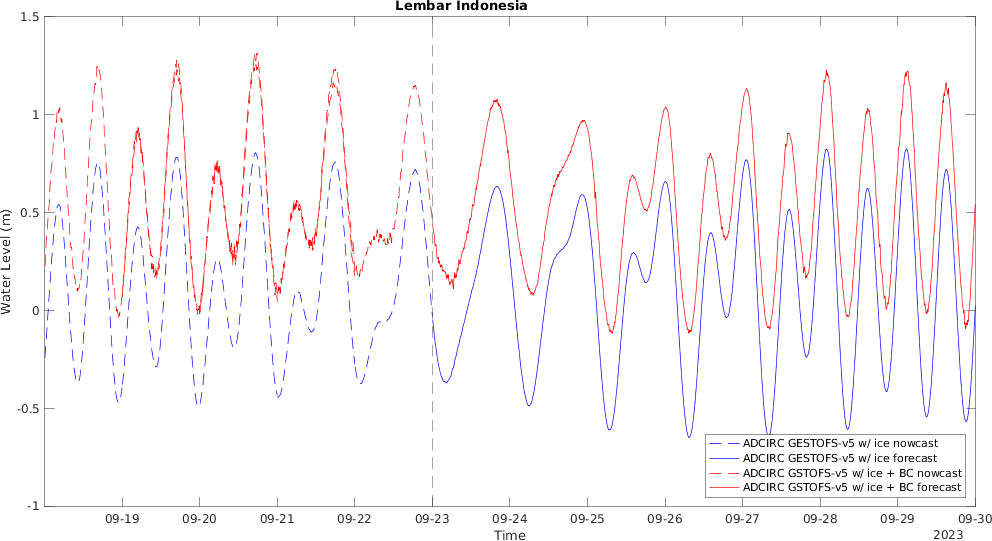 Lembar Indonesia
1.5
1
0.5
0
-0.5
-1
Water Level (m)
ADCIRC GESTOFS-v5 w/ ice nowcast
ADCIRC GESTOFS-v5 w/ ice forecast
ADCIRC GSTOFS-v5 w/ ice + BC nowcast
ADCIRC GSTOFS-v5 w/ ice + BC forecast
09-19 09-20 09-21 09-22 09-23 09-24 09-25 09-26 09-27 09-28 09-29 09-30
Time
2023